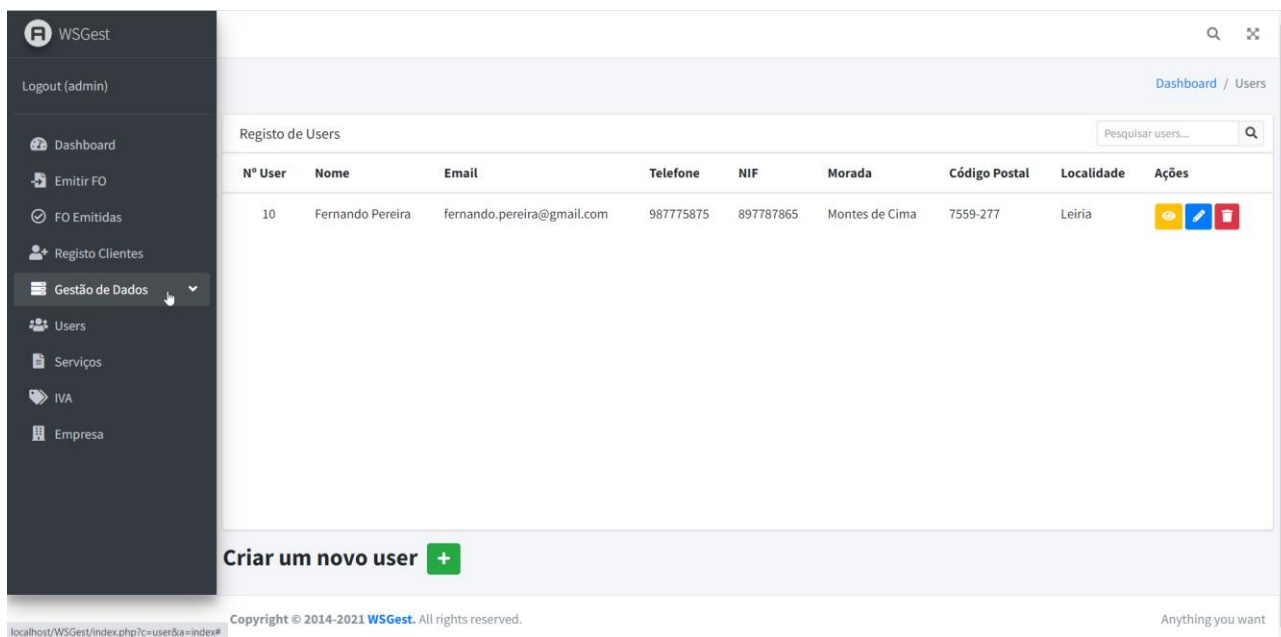 WSGest
Logout (admin)
Dashboard / Users
Dashboard
Emitir FO
FO Emitidas
Registo Clientes
Gestão de Dados
Users
Serviços
IVA
Empresa
Registo de Users
Pesquisar users...
Nº User Nome Email Telefone NIF Morada Código Postal Localidade Ações
10 Fernando Pereira fernando.pereira@gmail.com 987775875 897787865 Montes de Cima 7559-277 Leiria
Criar um novo user +
Copyright © 2014-2021 WSGest. All rights reserved. Anything you want
localhost/WSGest/index.php?c=user&a=index#